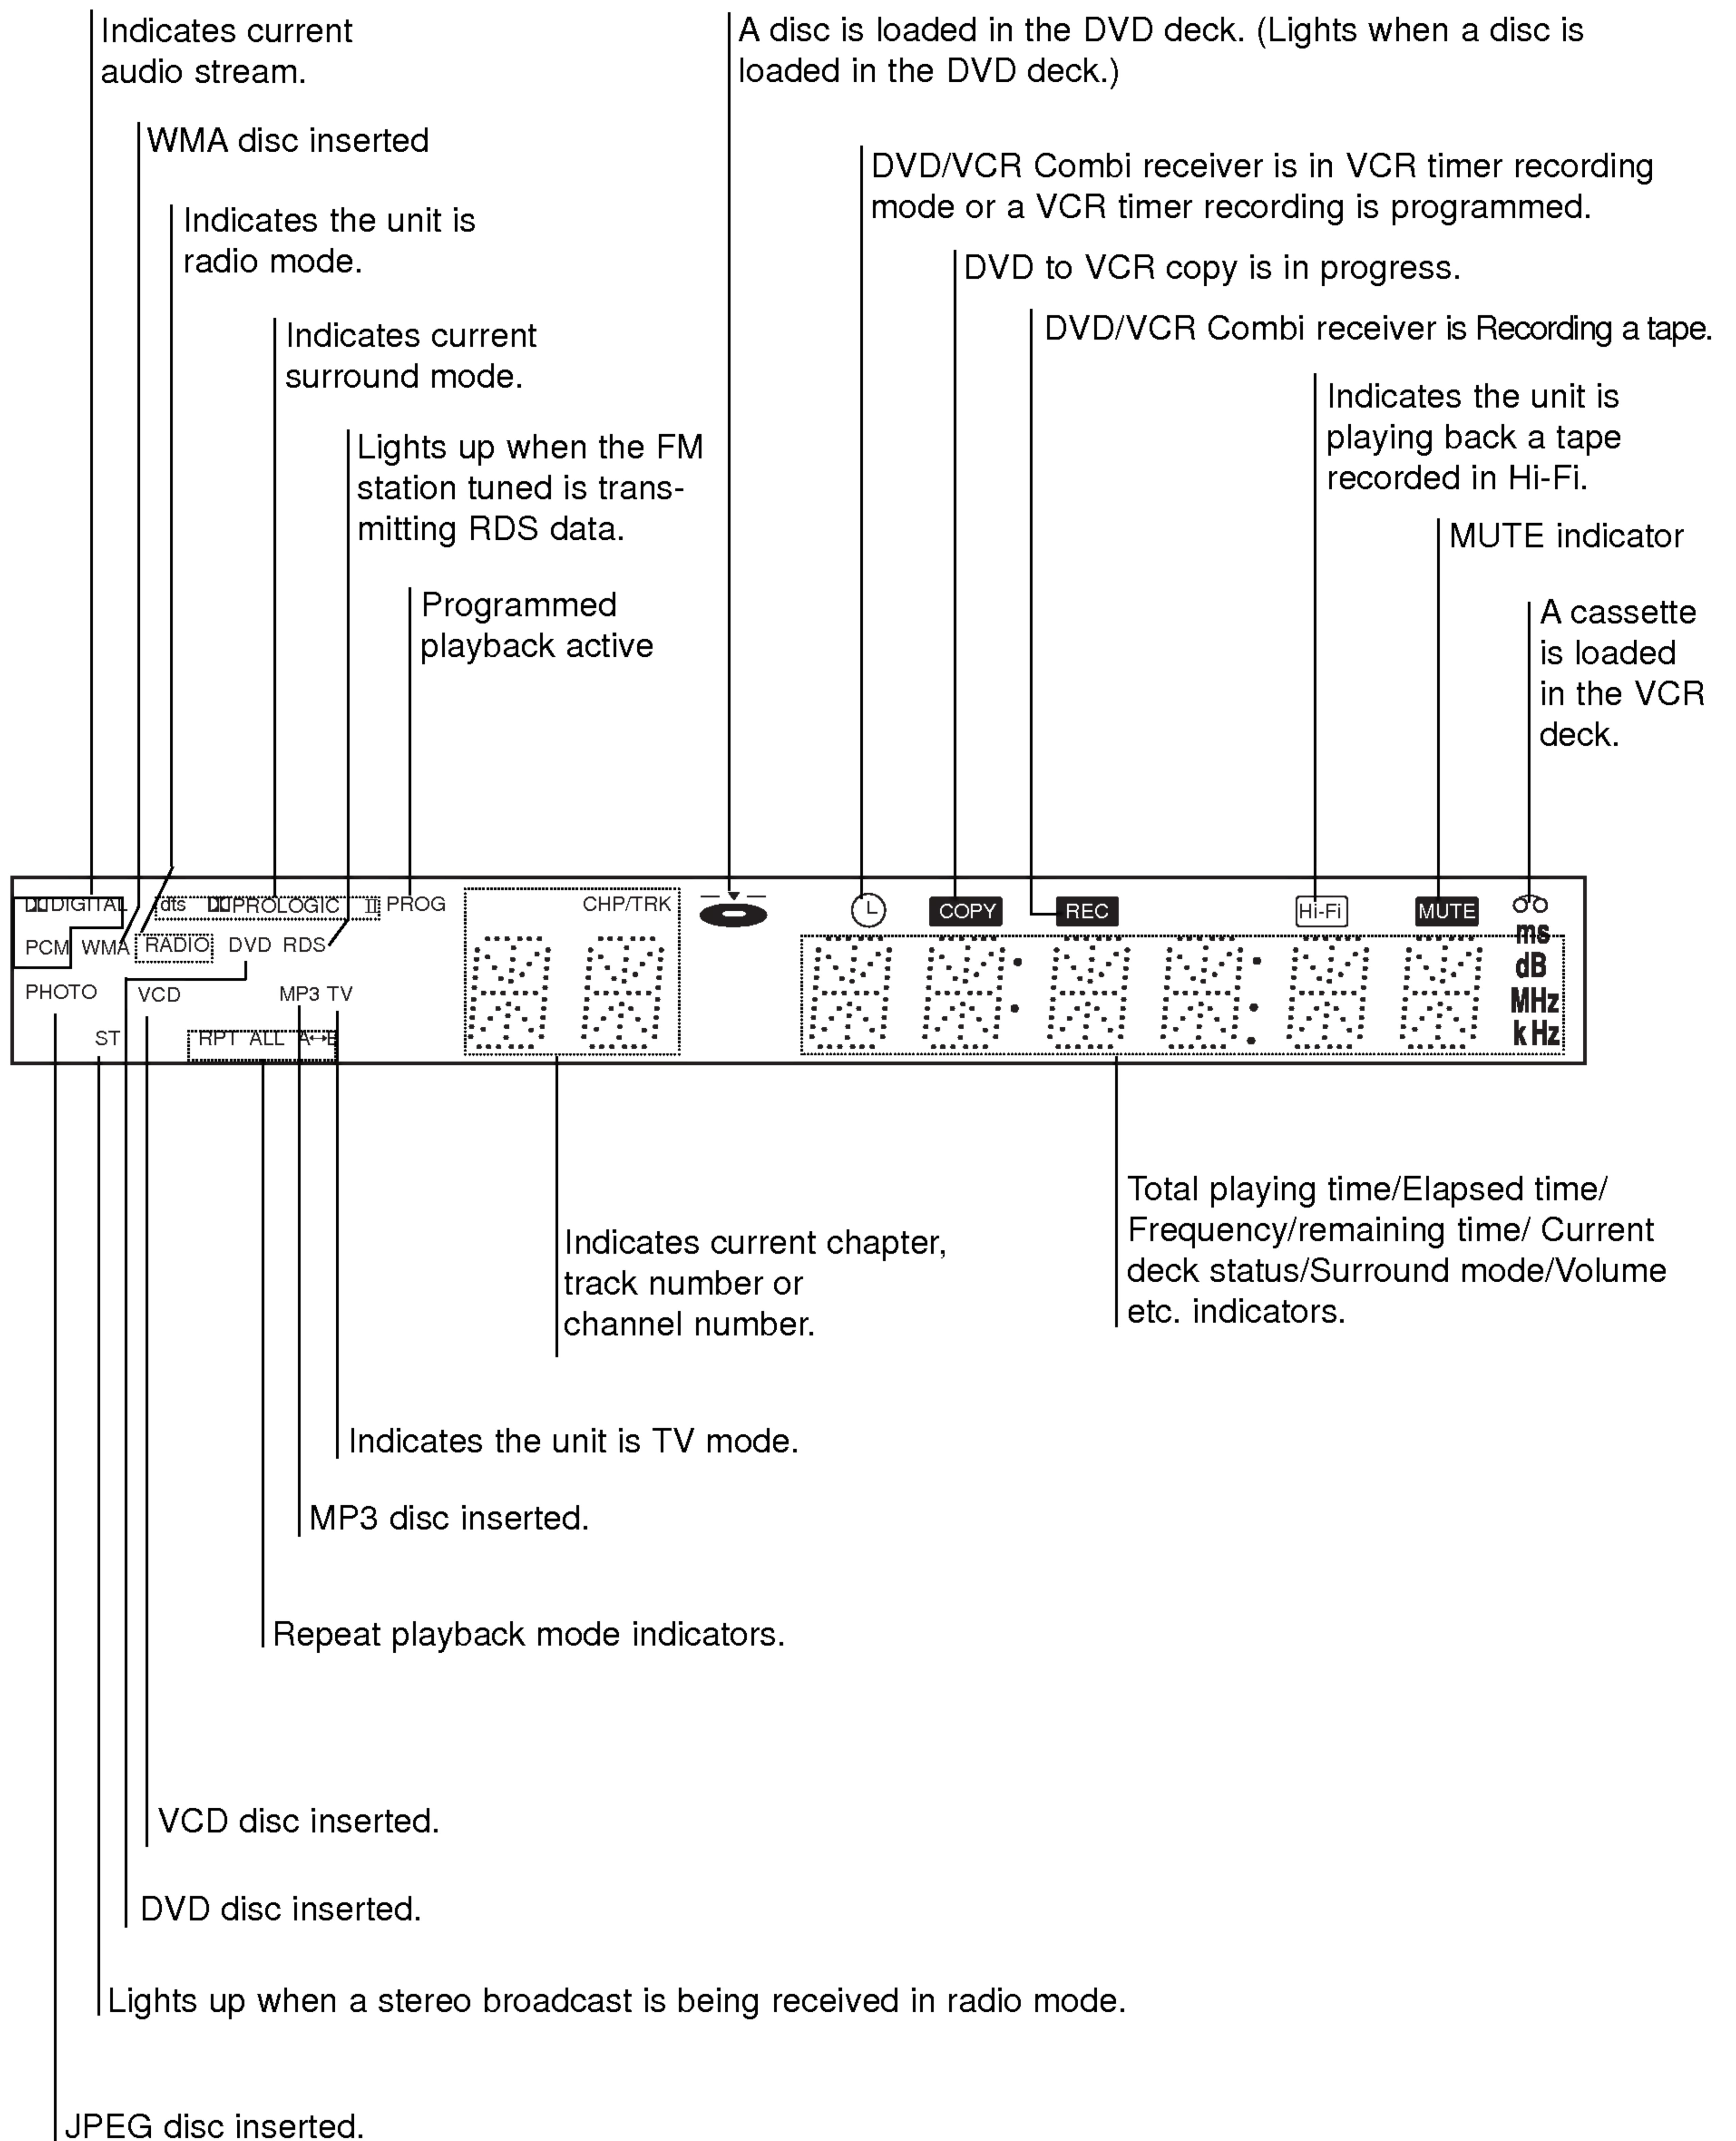 Indicates current
audio stream.
WMA disc inserted
Indicates the unit is
radio mode.
Indicates current
surround mode.
Lights up when the FM
station tuned is trans-
mitting RDS data.
Programmed
playback active
A disc is loaded in the DVD deck. (Lights when a disc is
loaded in the DVD deck.)
DVD/VCR Combi receiver is in VCR timer recording
mode or a VCR timer recording is programmed.
DVD to VCR copy is in progress.
DVD/VCR Combi receiver is Recording a tape.
Indicates the unit is
playing back a tape
recorded in Hi-Fi.
MUTE indicator
A cassette
is loaded
in the VCR
deck.
DIGITAL dts PROLOGIC II PROG CHP/TRK COPY REC Hi-Fi MUTE
PCM WMA RADIO DVD RDS ms
dB
PHOTO VCD MP3 TV MHz
ST RPT ALL A↔B kHz
Total playing time/Elapsed time/
Frequency/remaining time/ Current
deck status/Surround mode/Volume
etc. indicators.
Indicates current chapter,
track number or
channel number.
Indicates the unit is TV mode.
MP3 disc inserted.
Repeat playback mode indicators.
VCD disc inserted.
DVD disc inserted.
Lights up when a stereo broadcast is being received in radio mode.
JPEG disc inserted.